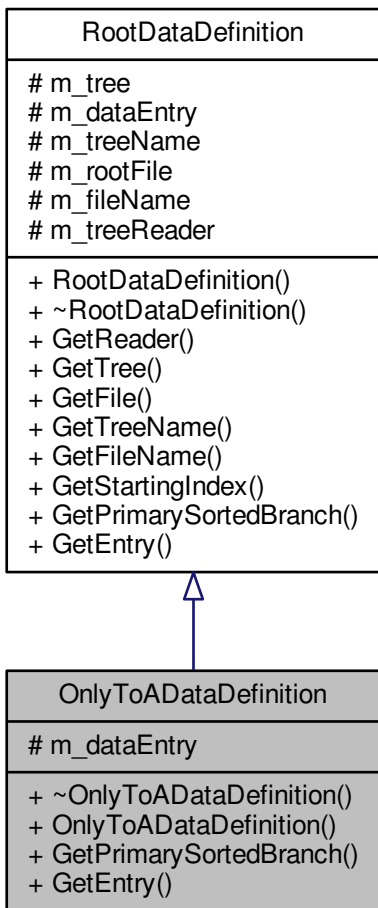 RootDataDefinition
# m_tree
# m_dataEntry
# m_treeName
# m_rootFile
# m_fileName
# m_treeReader
+ RootDataDefinition()
+ ~RootDataDefinition()
+ GetReader()
+ GetTree()
+ GetFile()
+ GetTreeName()
+ GetFileName()
+ GetStartingIndex()
+ GetPrimarySortedBranch()
+ GetEntry()
OnlyToADataDefinition
# m_dataEntry
+ ~OnlyToADataDefinition()
+ OnlyToADataDefinition()
+ GetPrimarySortedBranch()
+ GetEntry()